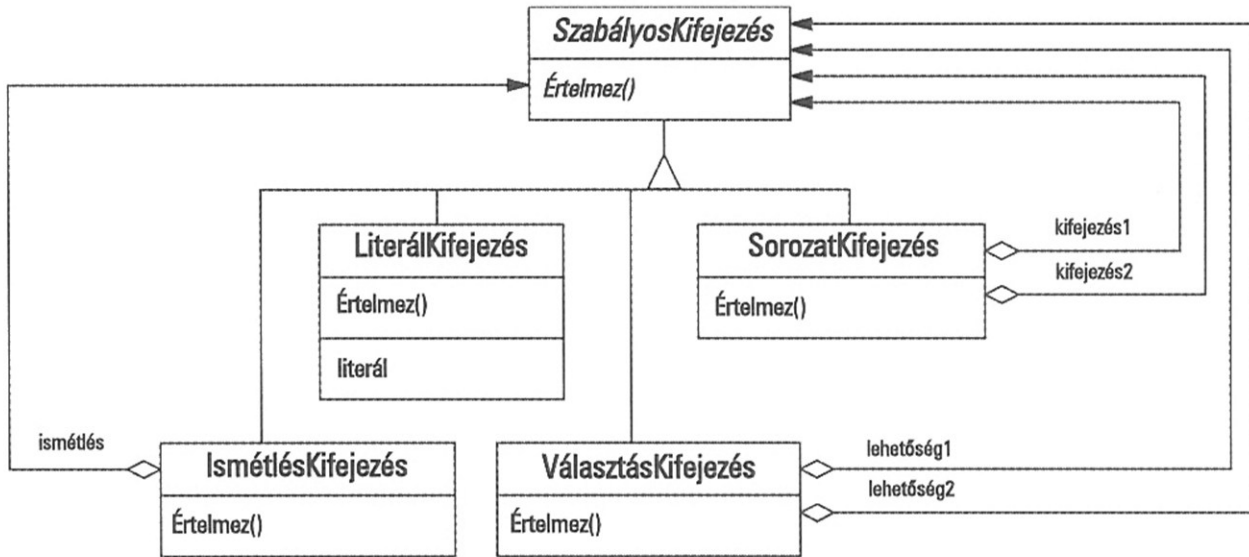 SzabályosKifejezés
Értelmez()
LiterálKifejezés
Értelmez()
literál
SorozatKifejezés
Értelmez()
kifejezés1
kifejezés2
ismétlés
IsmétlésKifejezés
Értelmez()
VálasztásKifejezés
Értelmez()
lehetőség1
lehetőség2